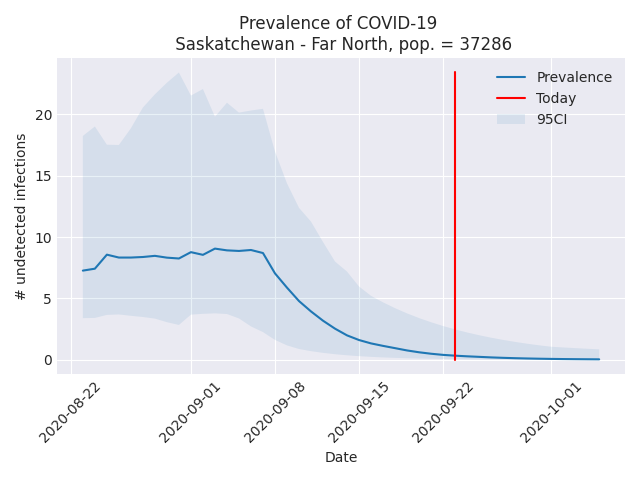 Prevalence of COVID-19
Saskatchewan - Far North, pop. = 37286
Prevalence
Today
95CI
# undetected infections
20
15
10
5
0
2020-08-22
2020-09-01
2020-09-08
2020-09-15
2020-09-22
2020-10-01
Date